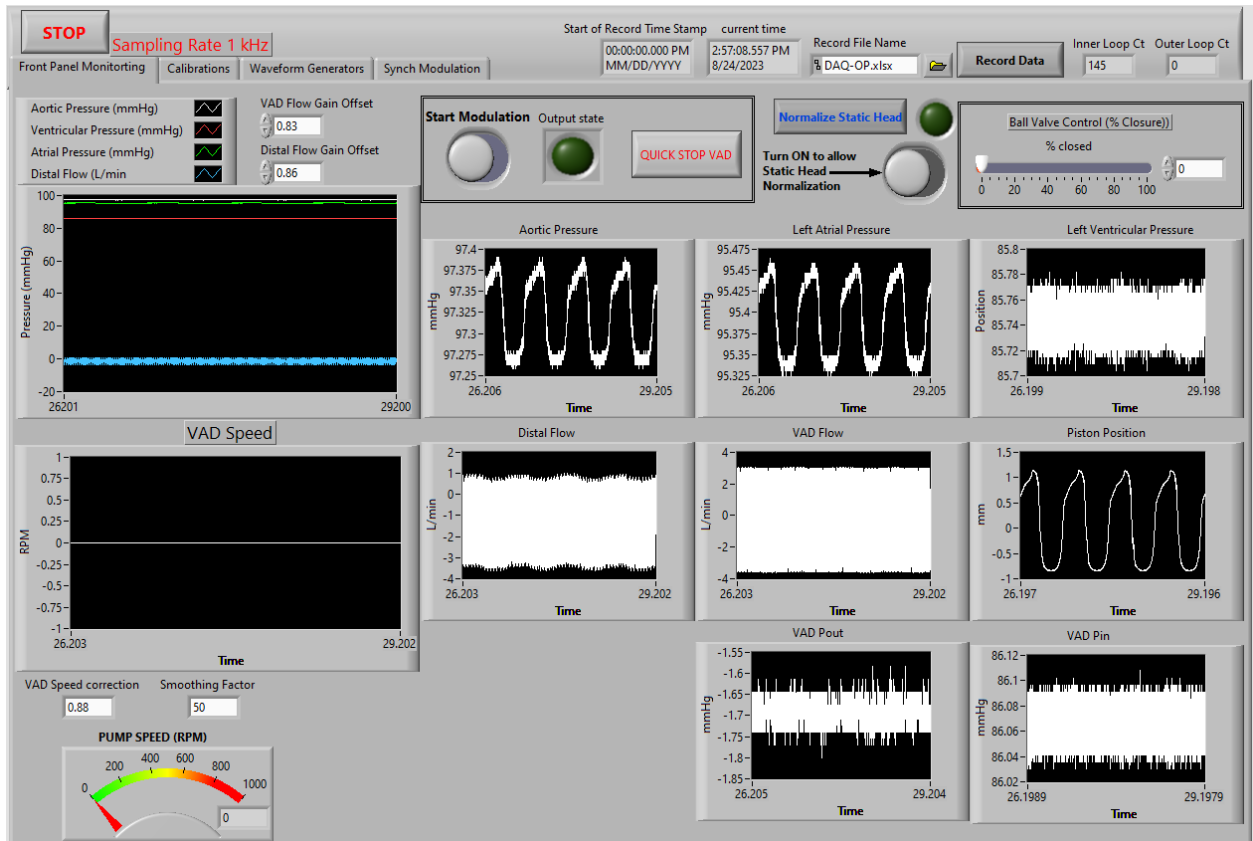 STOP
Sampling Rate 1 kHz
Start of Record Time Stamp
00:00:00.000 PM
MM/DD/YYYY
current time
2:57:08.557 PM
8/24/2023
Record File Name
DAQ-OP.xlsx
Record Data
Inner Loop Ct
145
Outer Loop Ct
0
Front Panel Monitorting
Calibrations
Waveform Generators
Synch Modulation
Aortic Pressure (mmHg)
Ventricular Pressure (mmHg)
Atrial Pressure (mmHg)
Distal Flow (L/min
VAD Flow Gain Offset
0.83
Distal Flow Gain Offset
0.86
Start Modulation
Output state
QUICK STOP VAD
Normalize Static Head
Turn ON to allow
Static Head
Normalization
Ball Valve Control (% Closure))
% closed
0 20 40 60 80 100
0
Pressure (mmHg)
100
80
60
40
20
0
-20
26201 29200
Aortic Pressure
mmHg
97.4
97.375
97.35
97.325
97.3
97.275
97.25
26.206 29.205
Time
Left Atrial Pressure
mmHg
95.475
95.45
95.425
95.4
95.375
95.35
95.325
26.206 29.205
Time
Left Ventricular Pressure
Position
85.8
85.78
85.76
85.74
85.72
85.7
26.199 29.198
Time
VAD Speed
RPM
1
0.75
0.5
0.25
0
-0.25
-0.5
-0.75
-1
26.203 29.202
Time
Distal Flow
L/min
2
1
0
-1
-2
-3
-4
26.203 29.202
Time
VAD Flow
L/min
4
2
0
-2
-4
26.203 29.202
Time
Piston Position
mm
1.5
1
0.5
0
-0.5
-1
26.197 29.196
Time
VAD Pout
mmHg
-1.55
-1.6
-1.65
-1.7
-1.75
-1.8
-1.85
26.205 29.204
Time
VAD Pin
mmHg
86.12
86.1
86.08
86.06
86.04
86.02
26.1989 29.1979
Time
VAD Speed correction
0.88
Smoothing Factor
50
PUMP SPEED (RPM)
0 200 400 600 800 1000
0